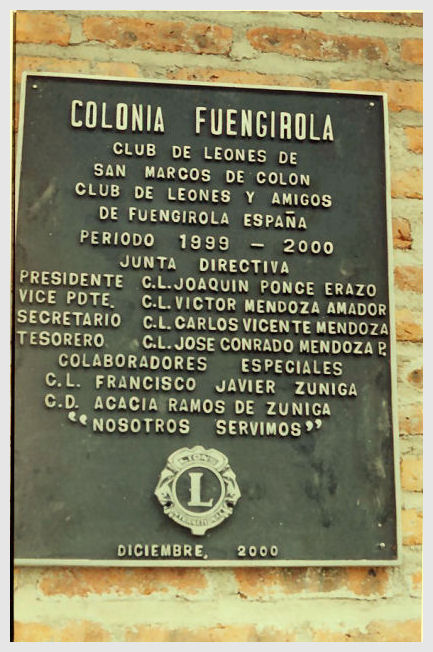 COLONIA FUENGIROLA
CLUB DE LEONES DE
SAN MARCOS DE COLON
CLUB DE LEONES Y AMIGOS
DE FUENGIROLA ESPAÑA
PERIODO 1999 - 2000
JUNTA DIRECTIVA
PRESIDENTE C.L. JOAQUIN PONCE ERAZO
VICE PDTE. C.L. VICTOR MENDOZA AMADOR
SECRETARIO C.L. CARLOS VICENTE MENDOZA
TESORERO C.L. JOSE CONRADO MENDOZA P.
COLABORADORES ESPECIALES
C.L. FRANCISCO JAVIER ZUNIGA
C.D. ACACIA RAMOS DE ZUNIGA
"NOSOTROS SERVIMOS"
LIONS
L
INTERNATIONAL
DICIEMBRE. 2000